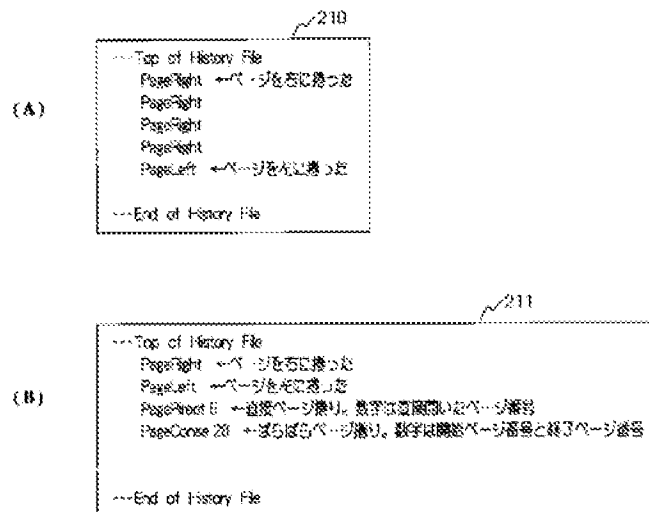 210
(A)
---Top of History File
PageRight ←ページを右に捲った
PageRight
PageRight
PageRight
PageLeft ←ページを左に捲った
---End of History File
211
(B)
---Top of History File
PageRight ←ページを右に捲った
PageLeft ←ページを左に捲った
PageDirect 6 ←直接ページ捲り。数字は直接開いたページ番号
←ぱらぱらページ捲り。数字は開始ページ番号と終了ページ番号
---End of History File